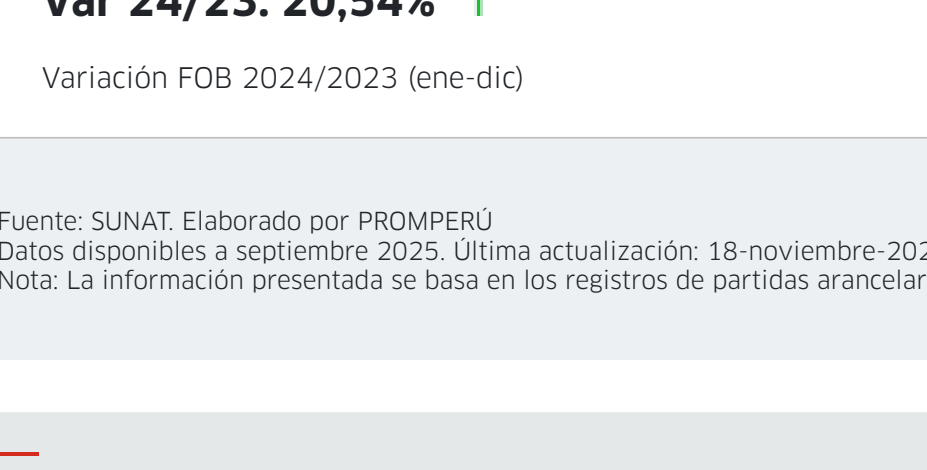 Var 24/23: 20,54%
Variación FOB 2024/2023 (ene-dic)
Fuente: SUNAT. Elaborado por PROMPERÚ
Datos disponibles a septiembre 2025. Última actualización: 18-noviembre-202
Nota: La información presentada se basa en los registros de partidas arancelar